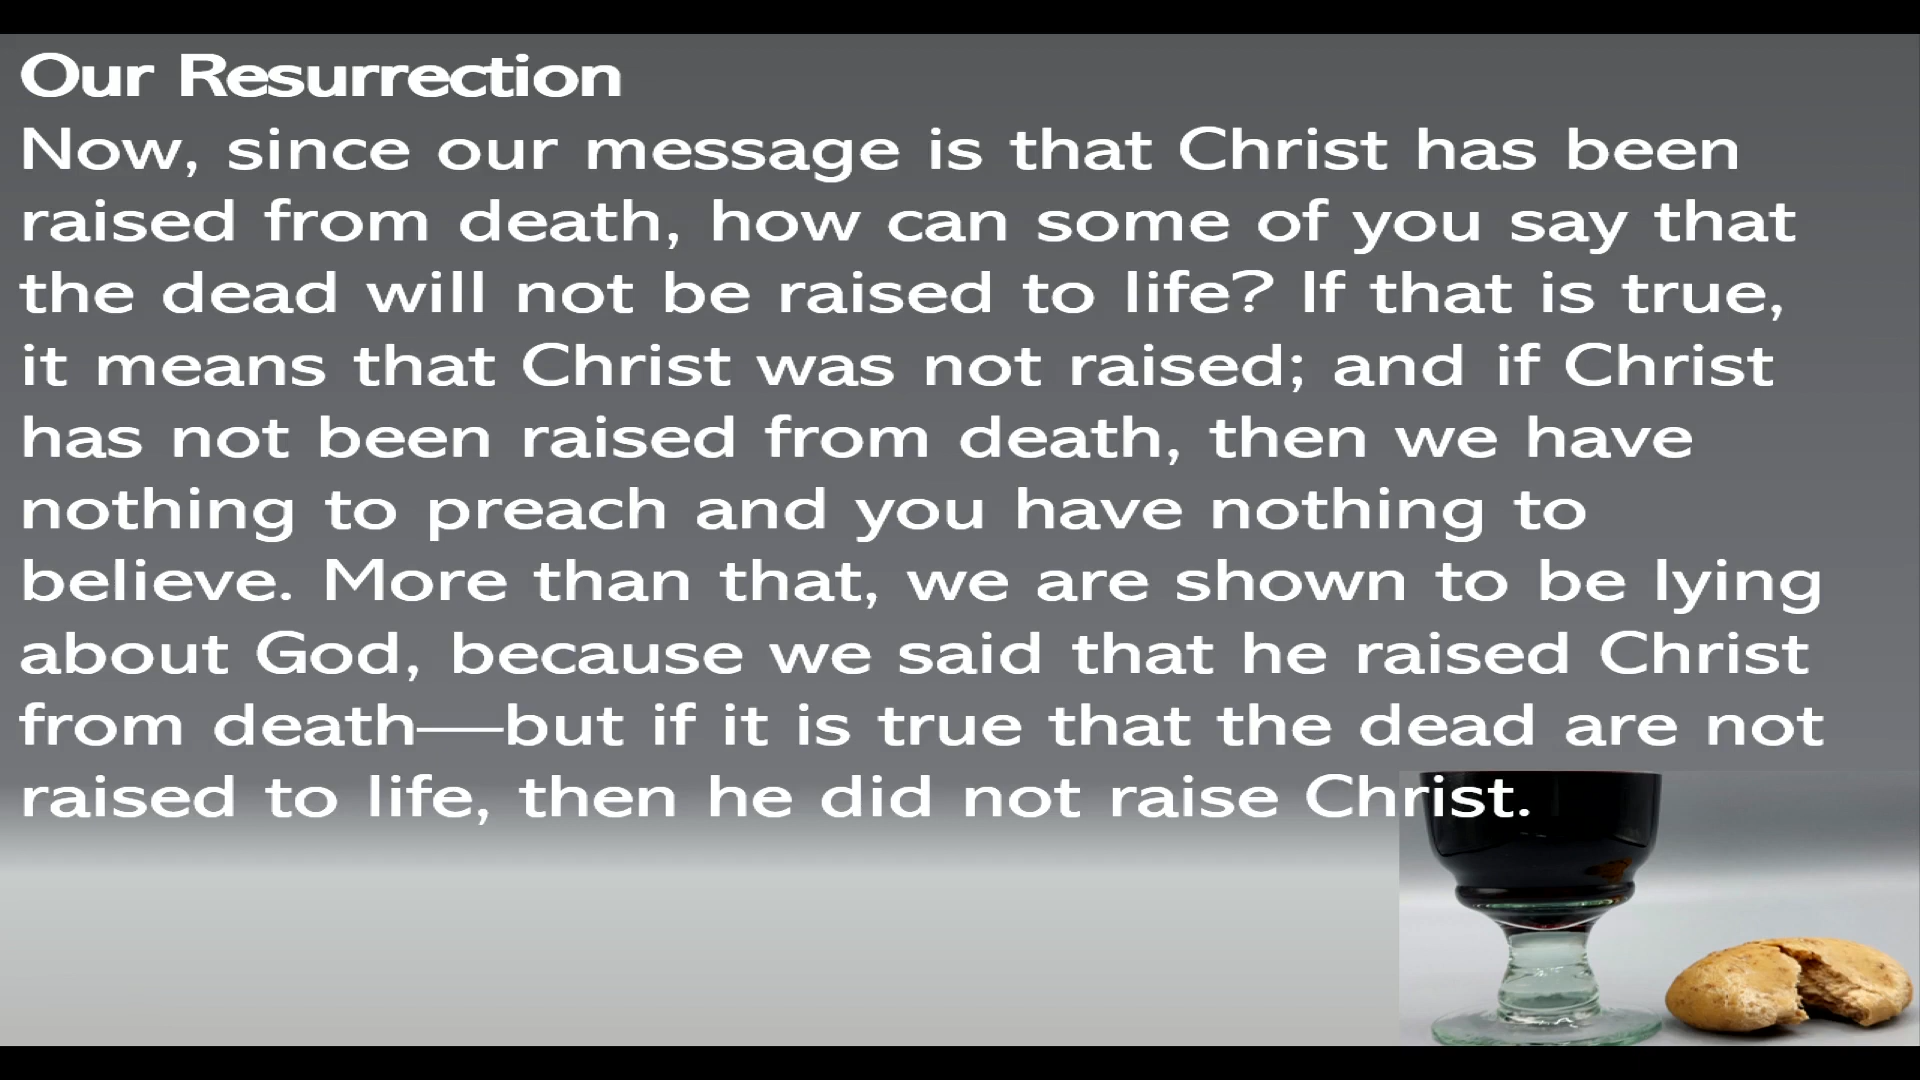 Our Resurrection
Now, since our message is that Christ has been
raised from death, how can some of you say that
the dead will not be raised to life? If that is true,
it means that Christ was not raised; and if Christ
has not been raised from death, then we have
nothing to preach and you have nothing to
believe. More than that, we are shown to be lying
about God, because we said that he raised Christ
from death—but if it is true that the dead are not
raised to life, then he did not raise Christ.